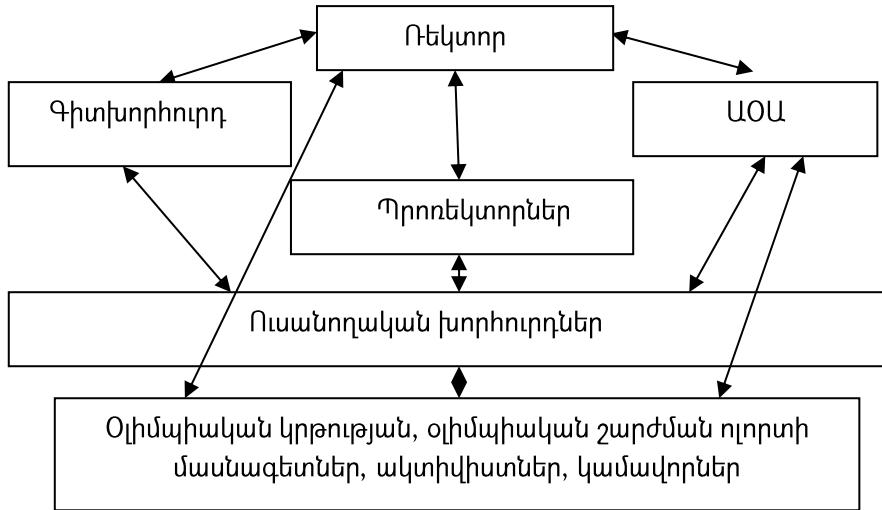 Ռեկտոր
Գիտխորհուրդ
ԱՕԱ
Պրոռեկտորներ
Ուսանողական խորհուրդներ
Օլիմպիական կրթության, օլիմպիական շարժման ոլորտի
մասնագետներ, ակտիվիստներ, կամավորներ